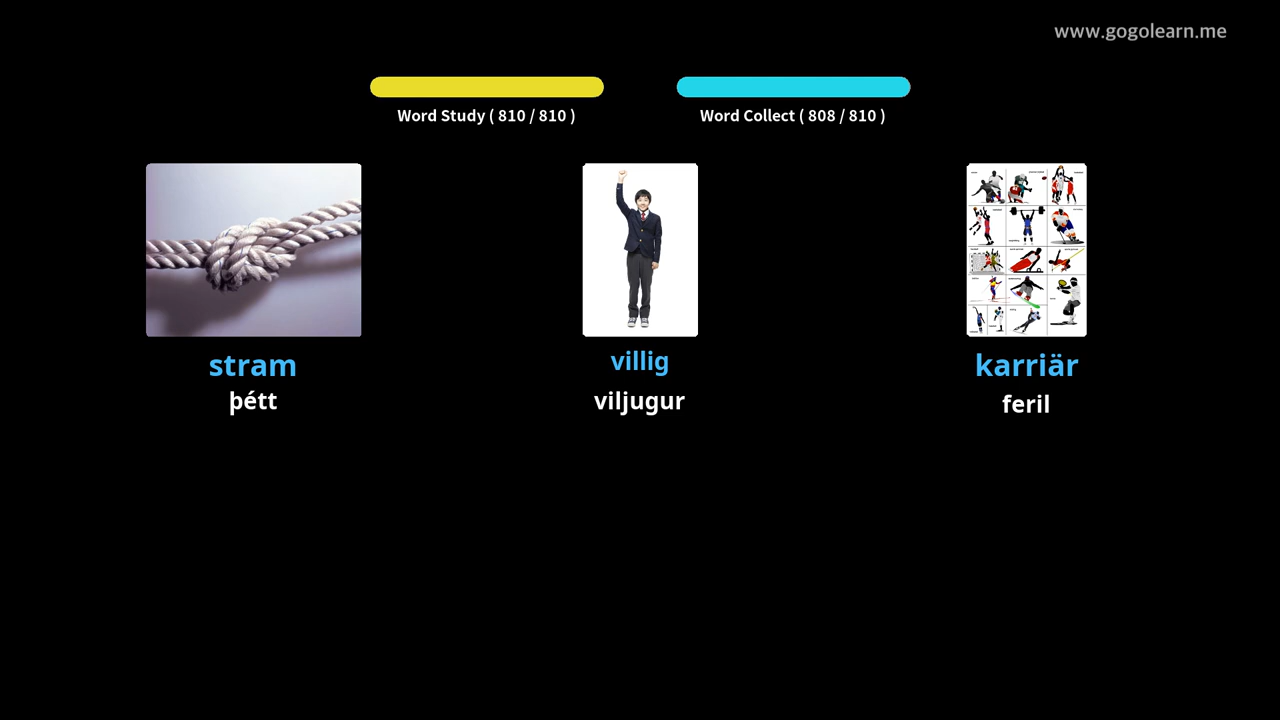 www.gogolearn.me
Word Study ( 810 / 810 )
Word Collect ( 808 / 810 )
stram
þétt
villig
viljugur
karriär
feril